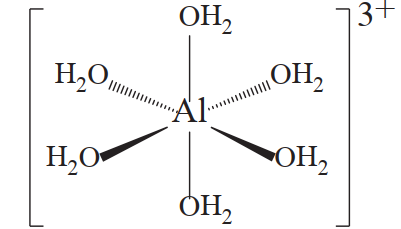 OH₂ 3+
H₂O OH₂
Al
H₂O OH₂
OH₂